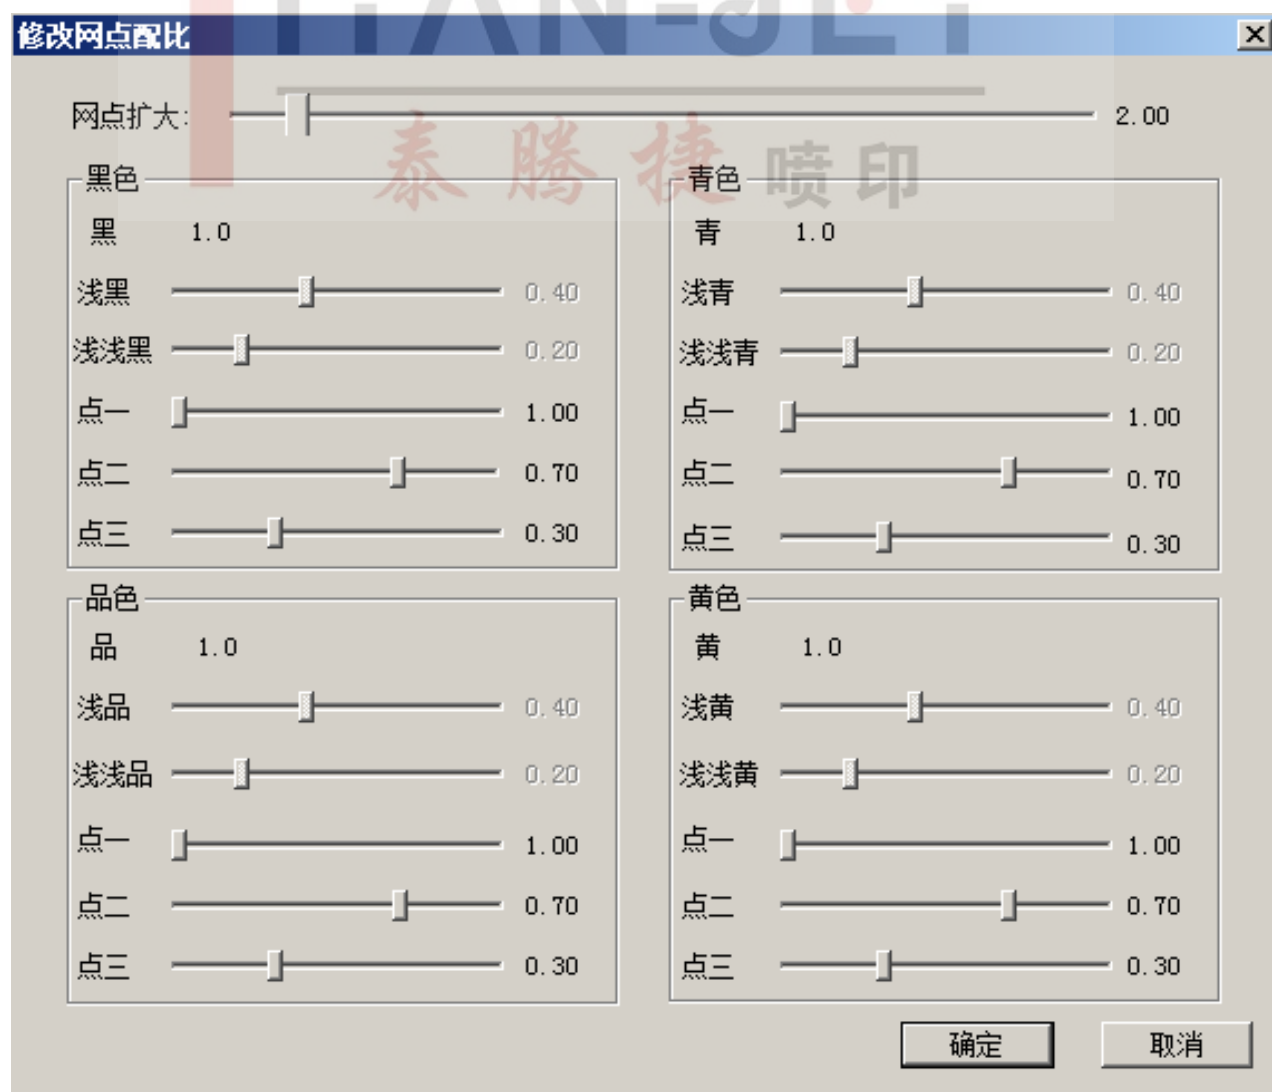 TITAN-JET
修改网点配比
网点扩大: 2.00
泰腾捷喷印
黑色
黑 1.0
浅黑 0.40
浅浅黑 0.20
点一 1.00
点二 0.70
点三 0.30
青色
青 1.0
浅青 0.40
浅浅青 0.20
点一 1.00
点二 0.70
点三 0.30
品色
品 1.0
浅品 0.40
浅浅品 0.20
点一 1.00
点二 0.70
点三 0.30
黄色
黄 1.0
浅黄 0.40
浅浅黄 0.20
点一 1.00
点二 0.70
点三 0.30
确定 取消